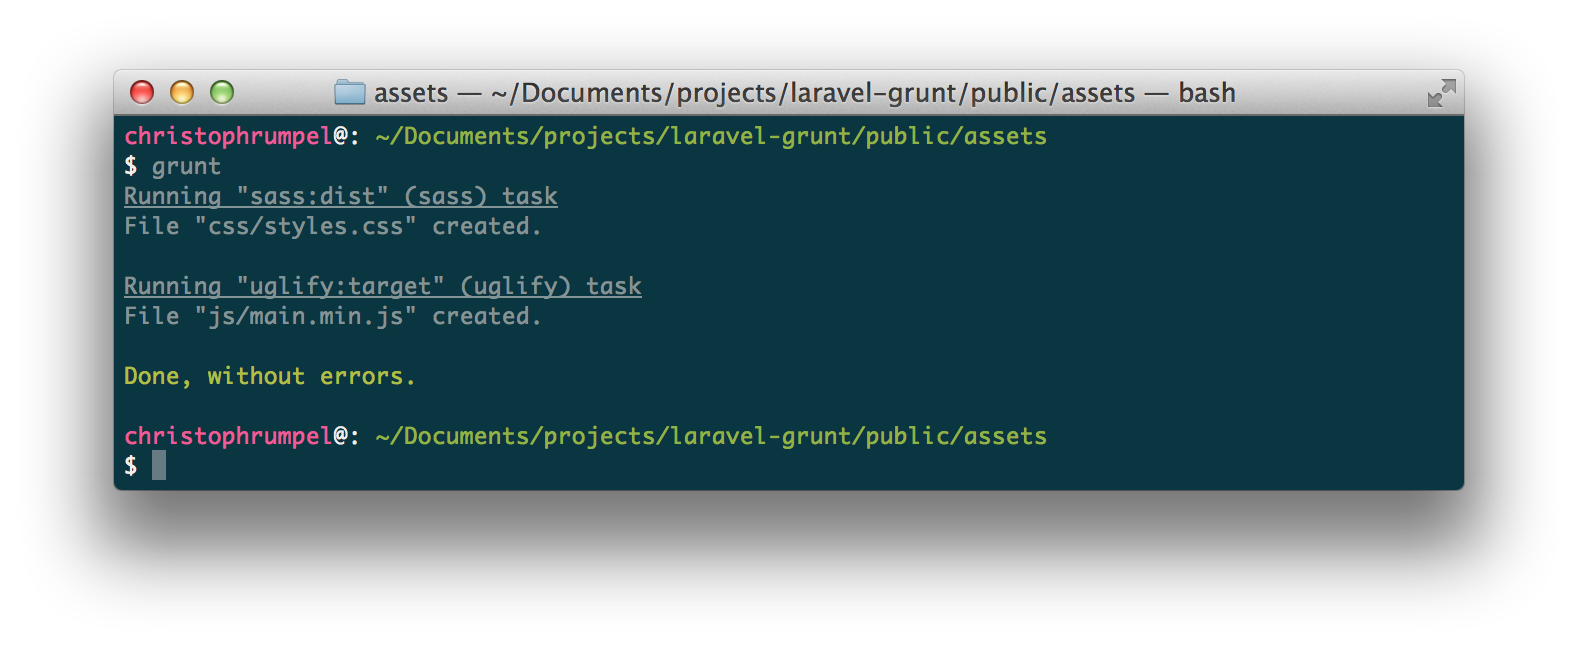 assets — ~/Documents/projects/laravel-grunt/public/assets — bash
christophrumpel@: ~/Documents/projects/laravel-grunt/public/assets
$ grunt
Running "sass:dist" (sass) task
File "css/styles.css" created.
Running "uglify:target" (uglify) task
File "js/main.min.js" created.
Done, without errors.
christophrumpel@: ~/Documents/projects/laravel-grunt/public/assets
$